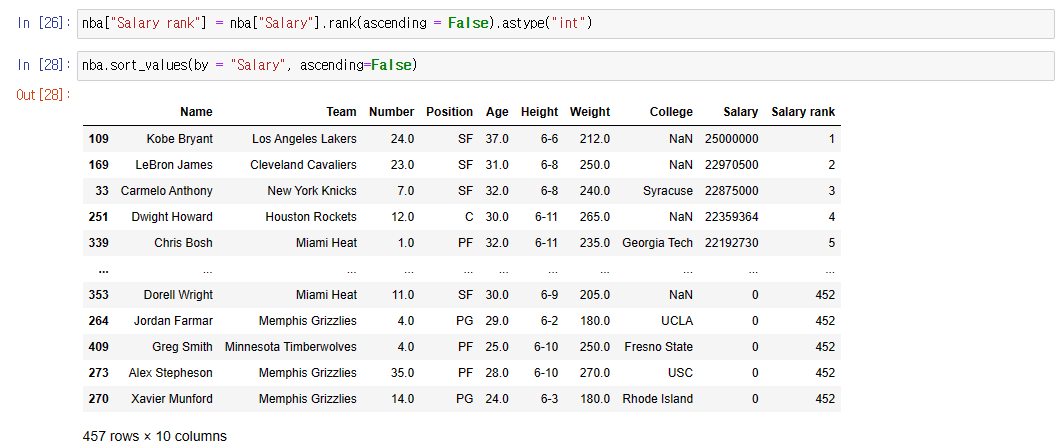 In [26]: nba["Salary rank"] = nba["Salary"].rank(ascending = False).astype("int")
In [28]: nba.sort_values(by = "Salary", ascending=False)
Out[28]:
Name Team Number Position Age Height Weight College Salary Salary rank
109 Kobe Bryant Los Angeles Lakers 24.0 SF 37.0 6-6 212.0 NaN 25000000 1
169 LeBron James Cleveland Cavaliers 23.0 SF 31.0 6-8 250.0 NaN 22970500 2
33 Carmelo Anthony New York Knicks 7.0 SF 32.0 6-8 240.0 Syracuse 22875000 3
251 Dwight Howard Houston Rockets 12.0 C 30.0 6-11 265.0 NaN 22359364 4
339 Chris Bosh Miami Heat 1.0 PF 32.0 6-11 235.0 Georgia Tech 22192730 5
... ... ... ... ... ... ... ... ... ... ...
353 Dorell Wright Miami Heat 11.0 SF 30.0 6-9 205.0 NaN 0 452
264 Jordan Farmar Memphis Grizzlies 4.0 PG 29.0 6-2 180.0 UCLA 0 452
409 Greg Smith Minnesota Timberwolves 4.0 PF 25.0 6-10 250.0 Fresno State 0 452
273 Alex Stepheson Memphis Grizzlies 35.0 PF 28.0 6-10 270.0 USC 0 452
270 Xavier Munford Memphis Grizzlies 14.0 PG 24.0 6-3 180.0 Rhode Island 0 452
457 rows × 10 columns